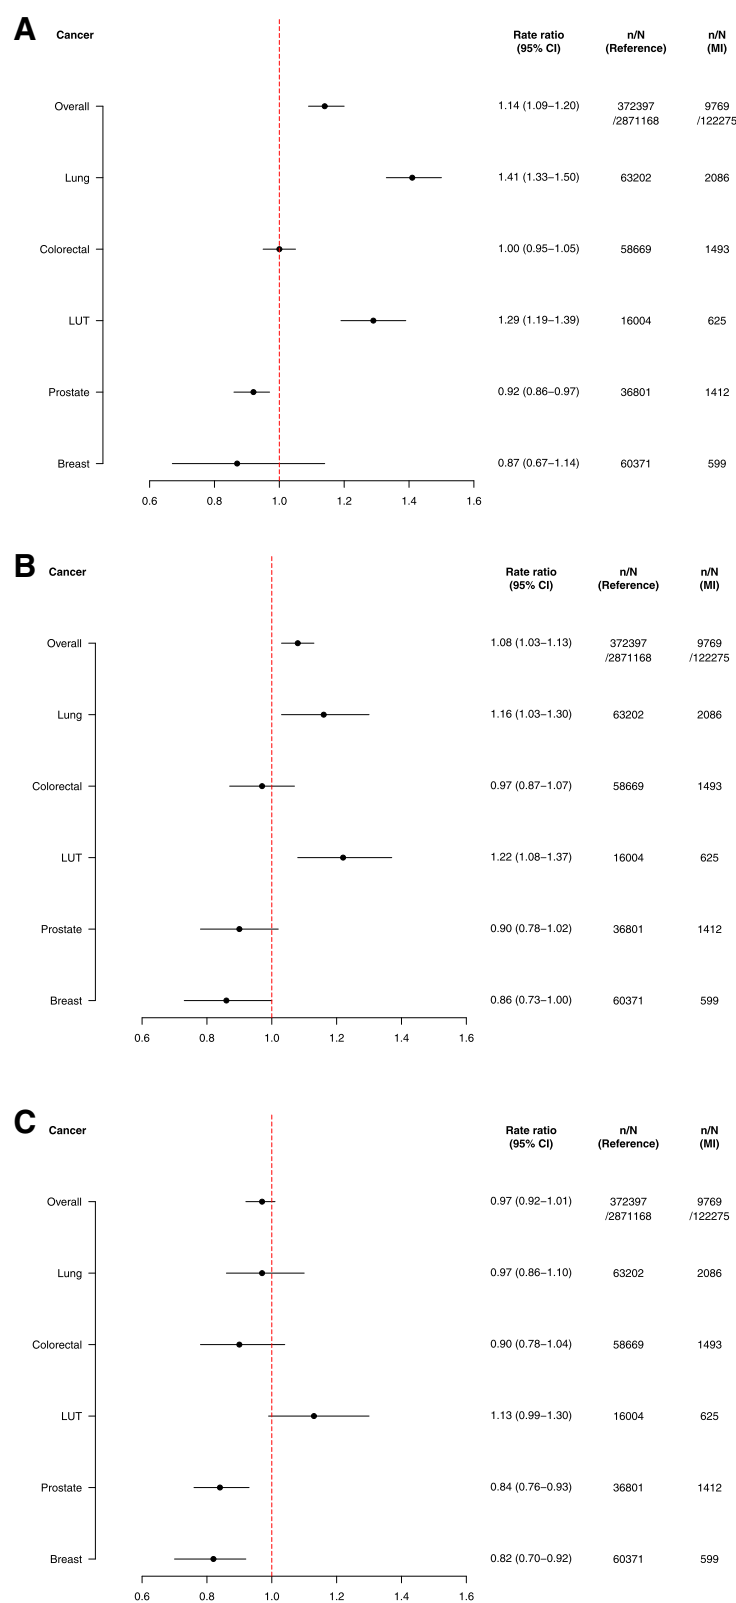 A
Cancer Rate ratio n/N n/N
(95% CI) (Reference) (MI)
Overall 1.14 (1.09–1.20) 372397 9769
/2871168 /122275
Lung 1.41 (1.33–1.50) 63202 2086
Colorectal 1.00 (0.95–1.05) 58669 1493
LUT 1.29 (1.19–1.39) 16004 625
Prostate 0.92 (0.86–0.97) 36801 1412
Breast 0.87 (0.67–1.14) 60371 599
0.6 0.8 1.0 1.2 1.4 1.6
B
Cancer Rate ratio n/N n/N
(95% CI) (Reference) (MI)
Overall 1.08 (1.03–1.13) 372397 9769
/2871168 /122275
Lung 1.16 (1.03–1.30) 63202 2086
Colorectal 0.97 (0.87–1.07) 58669 1493
LUT 1.22 (1.08–1.37) 16004 625
Prostate 0.90 (0.78–1.02) 36801 1412
Breast 0.86 (0.73–1.00) 60371 599
0.6 0.8 1.0 1.2 1.4 1.6
C
Cancer Rate ratio n/N n/N
(95% CI) (Reference) (MI)
Overall 0.97 (0.92–1.01) 372397 9769
/2871168 /122275
Lung 0.97 (0.86–1.10) 63202 2086
Colorectal 0.90 (0.78–1.04) 58669 1493
LUT 1.13 (0.99–1.30) 16004 625
Prostate 0.84 (0.76–0.93) 36801 1412
Breast 0.82 (0.70–0.92) 60371 599
0.6 0.8 1.0 1.2 1.4 1.6